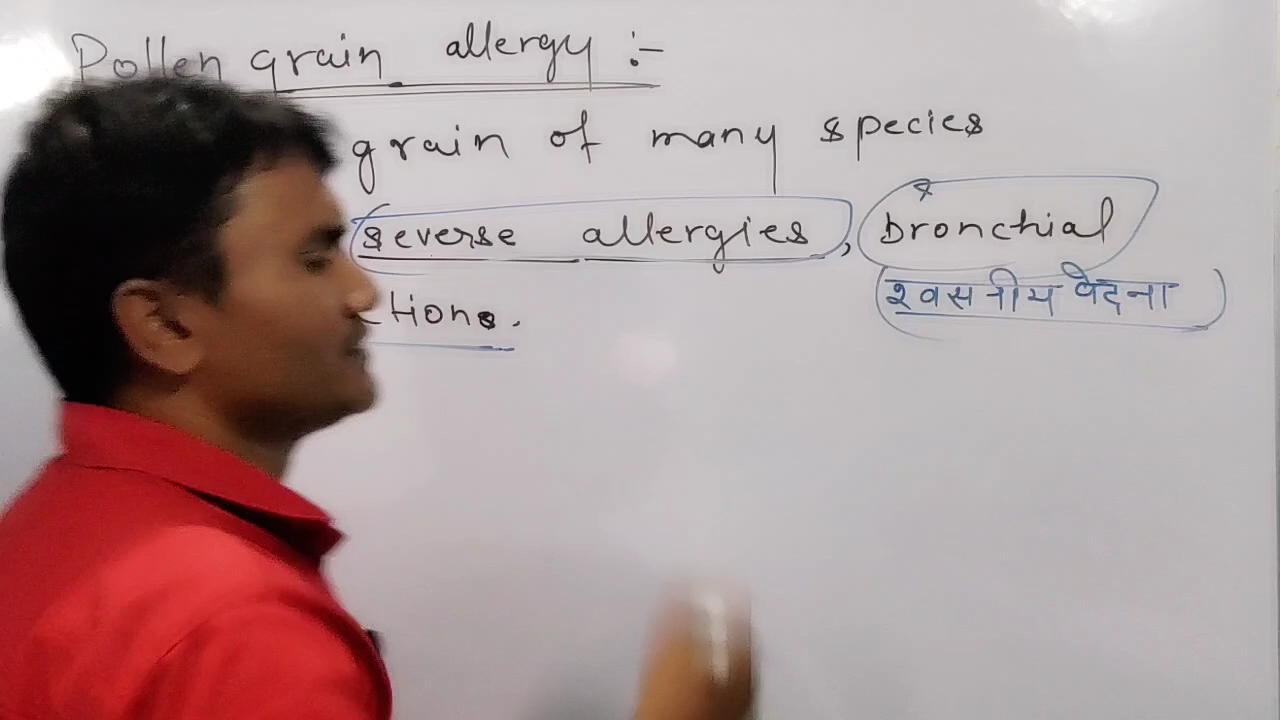 Pollen grain allergy :-
grain of many species
severse allergies, bronchial
श्वसनीय वेदना
tions.